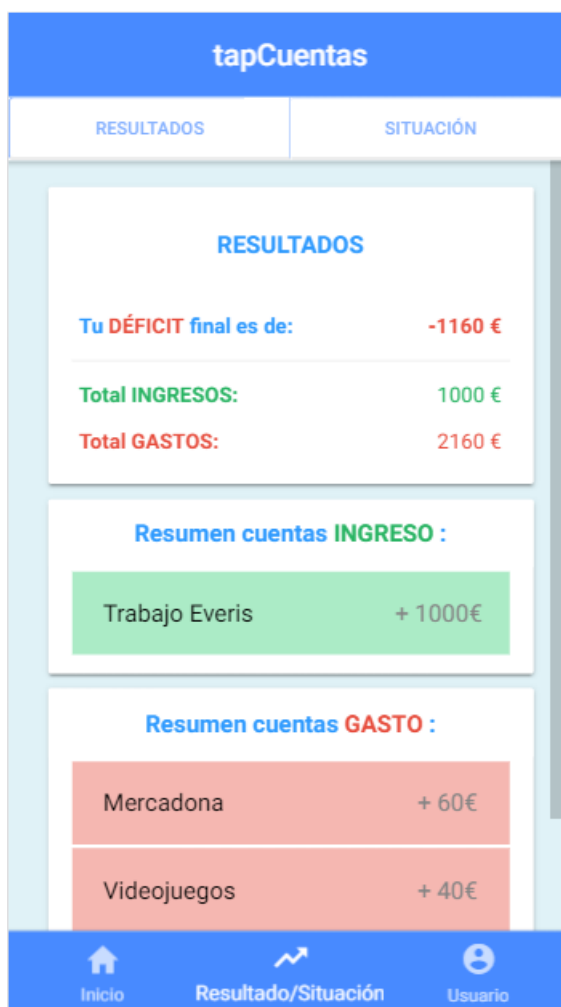 tapCuentas
RESULTADOS SITUACIÓN
RESULTADOS
Tu DÉFICIT final es de: -1160 €
Total INGRESOS: 1000 €
Total GASTOS: 2160 €
Resumen cuentas INGRESO :
Trabajo Everis + 1000€
Resumen cuentas GASTO :
Mercadona + 60€
Videojuegos + 40€
Inicio Resultado/Situación Usuario